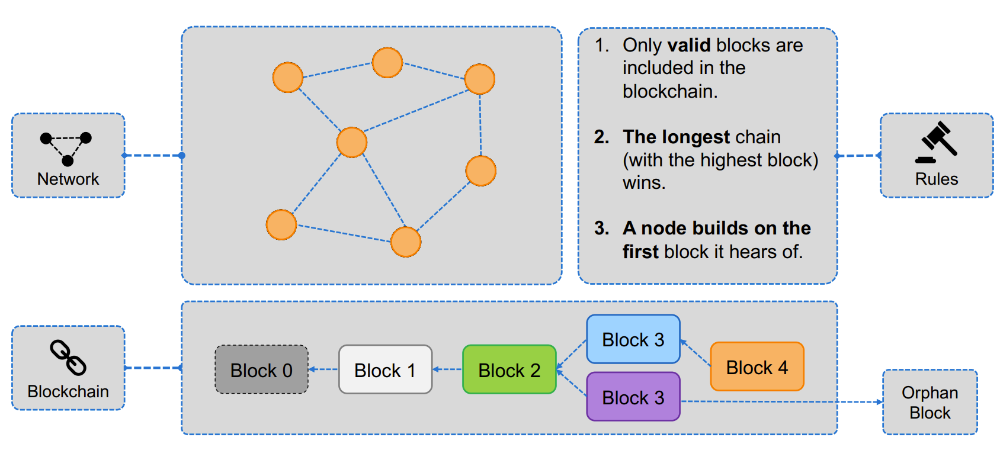 1. Only valid blocks are
included in the
blockchain.
2. The longest chain
(with the highest block)
wins.
3. A node builds on the
first block it hears of.
Network
Rules
Block 0
Block 1
Block 2
Block 3
Block 3
Block 4
Blockchain
Orphan
Block